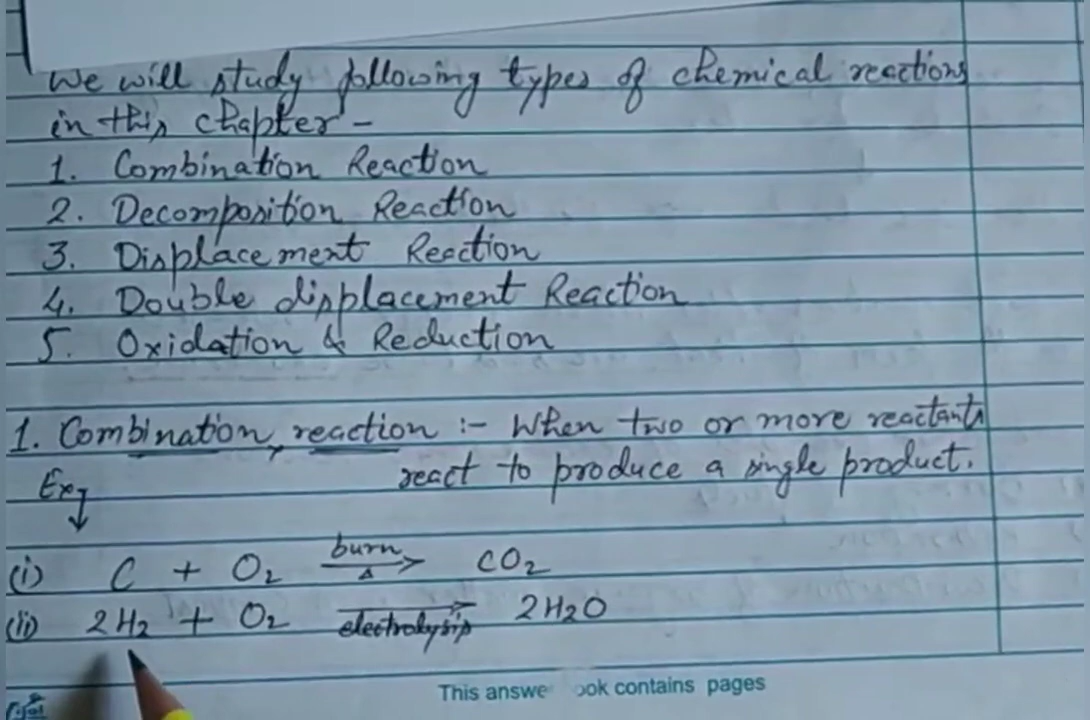 We will study following types of chemical reactions
in this chapter -
1. Combination Reaction
2. Decomposition Reaction
3. Displacement Reaction
4. Double displacement Reaction
5. Oxidation & Reduction
1. Combination reaction :- When two or more reactants
react to produce a single product.
Ex
(i) C + O2 burn Δ → CO2
(ii) 2H2 + O2 → electrolysis 2H2O
This answe ook contains pages